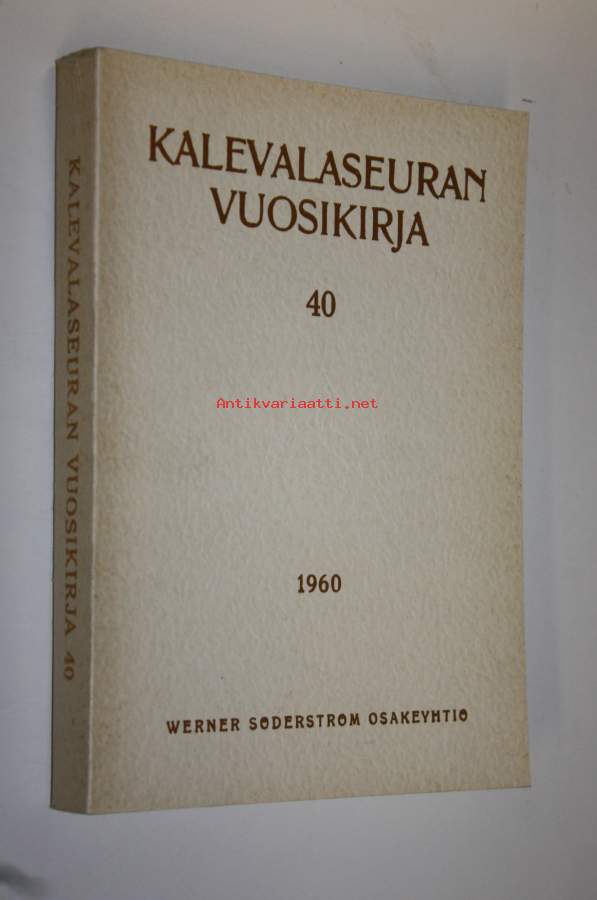 KALEVALASEURAN
VUOSIKIRJA
40
Antikvariaatti.net
1960
WERNER SÖDERSTRÖM OSAKEYHTIÖ
KALEVALASEURAN VUOSIKIRJA 40